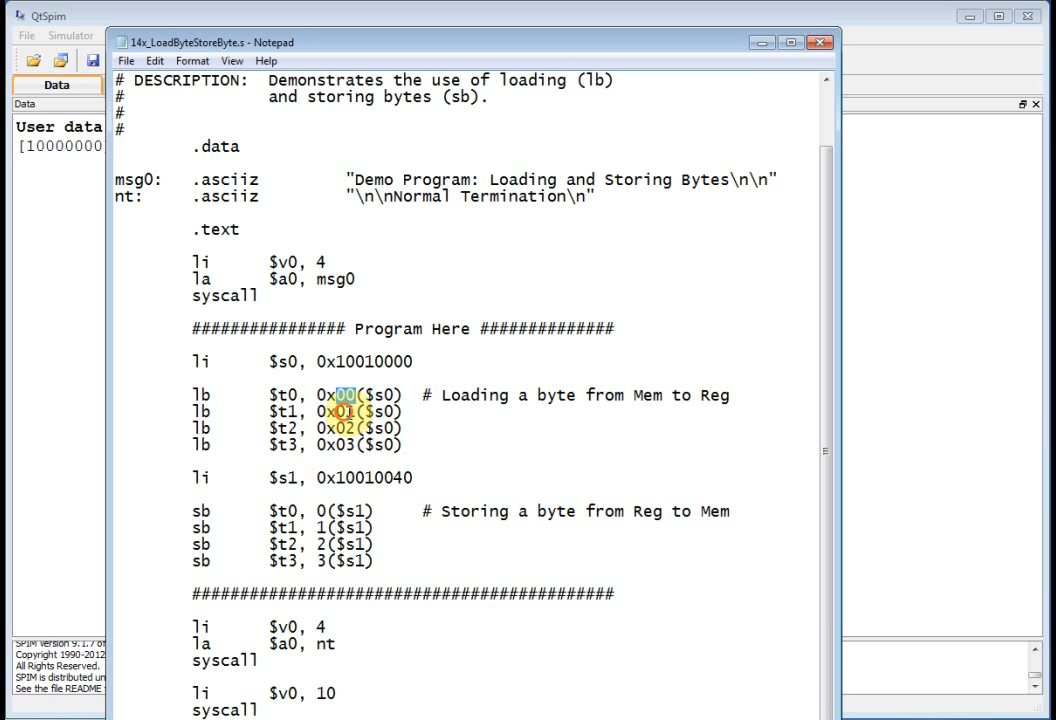 QtSpim
File Simulator
14x_LoadByteStoreByte.s - Notepad
File Edit Format View Help
Data
Data
User data
[10000000
# DESCRIPTION: Demonstrates the use of loading (lb)
# and storing bytes (sb).
#
#
.data
msg0: .asciiz "Demo Program: Loading and Storing Bytes\n\n"
nt: .asciiz "\n\nNormal Termination\n"
.text
li $v0, 4
la $a0, msg0
syscall
################ Program Here ##############
li $s0, 0x10010000
lb $t0, 0x00($s0) # Loading a byte from Mem to Reg
lb $t1, 0x01($s0)
lb $t2, 0x02($s0)
lb $t3, 0x03($s0)
li $s1, 0x10010040
sb $t0, 0($s1) # Storing a byte from Reg to Mem
sb $t1, 1($s1)
sb $t2, 2($s1)
sb $t3, 3($s1)
############################################
li $v0, 4
la $a0, nt
syscall
li $v0, 10
syscall
SPIM Version 9.1.7 of
Copyright 1990-2012
All Rights Reserved.
SPIM is distributed un
See the file README